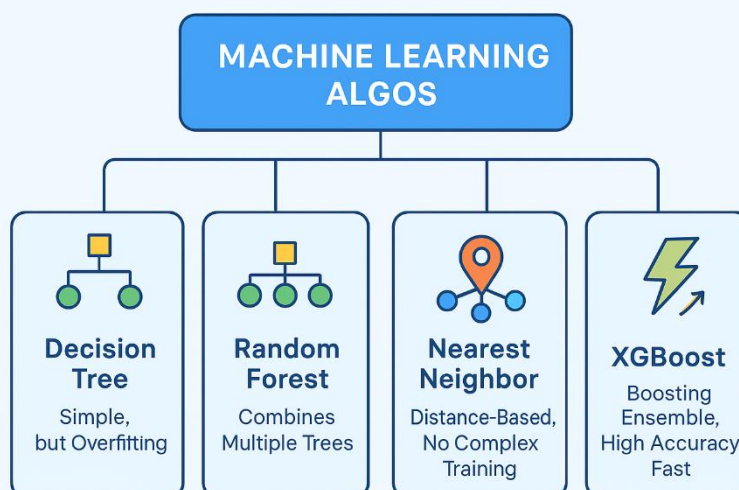 MACHINE LEARNING
ALGOS
Decision
Tree
Simple,
but Overfitting
Random
Forest
Combines
Multiple Trees
Nearest
Neighbor
Distance-Based,
No Complex
Training
XGBoost
Boosting
Ensemble,
High Accuracy
Fast